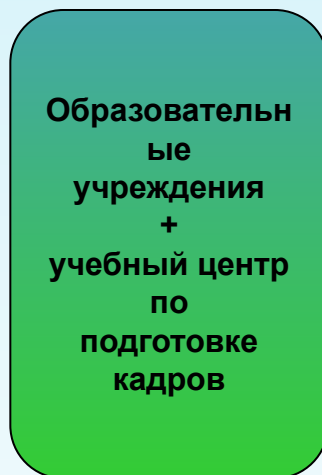 Образовательн
ые
учреждения
+
учебный центр
по
подготовке
кадров